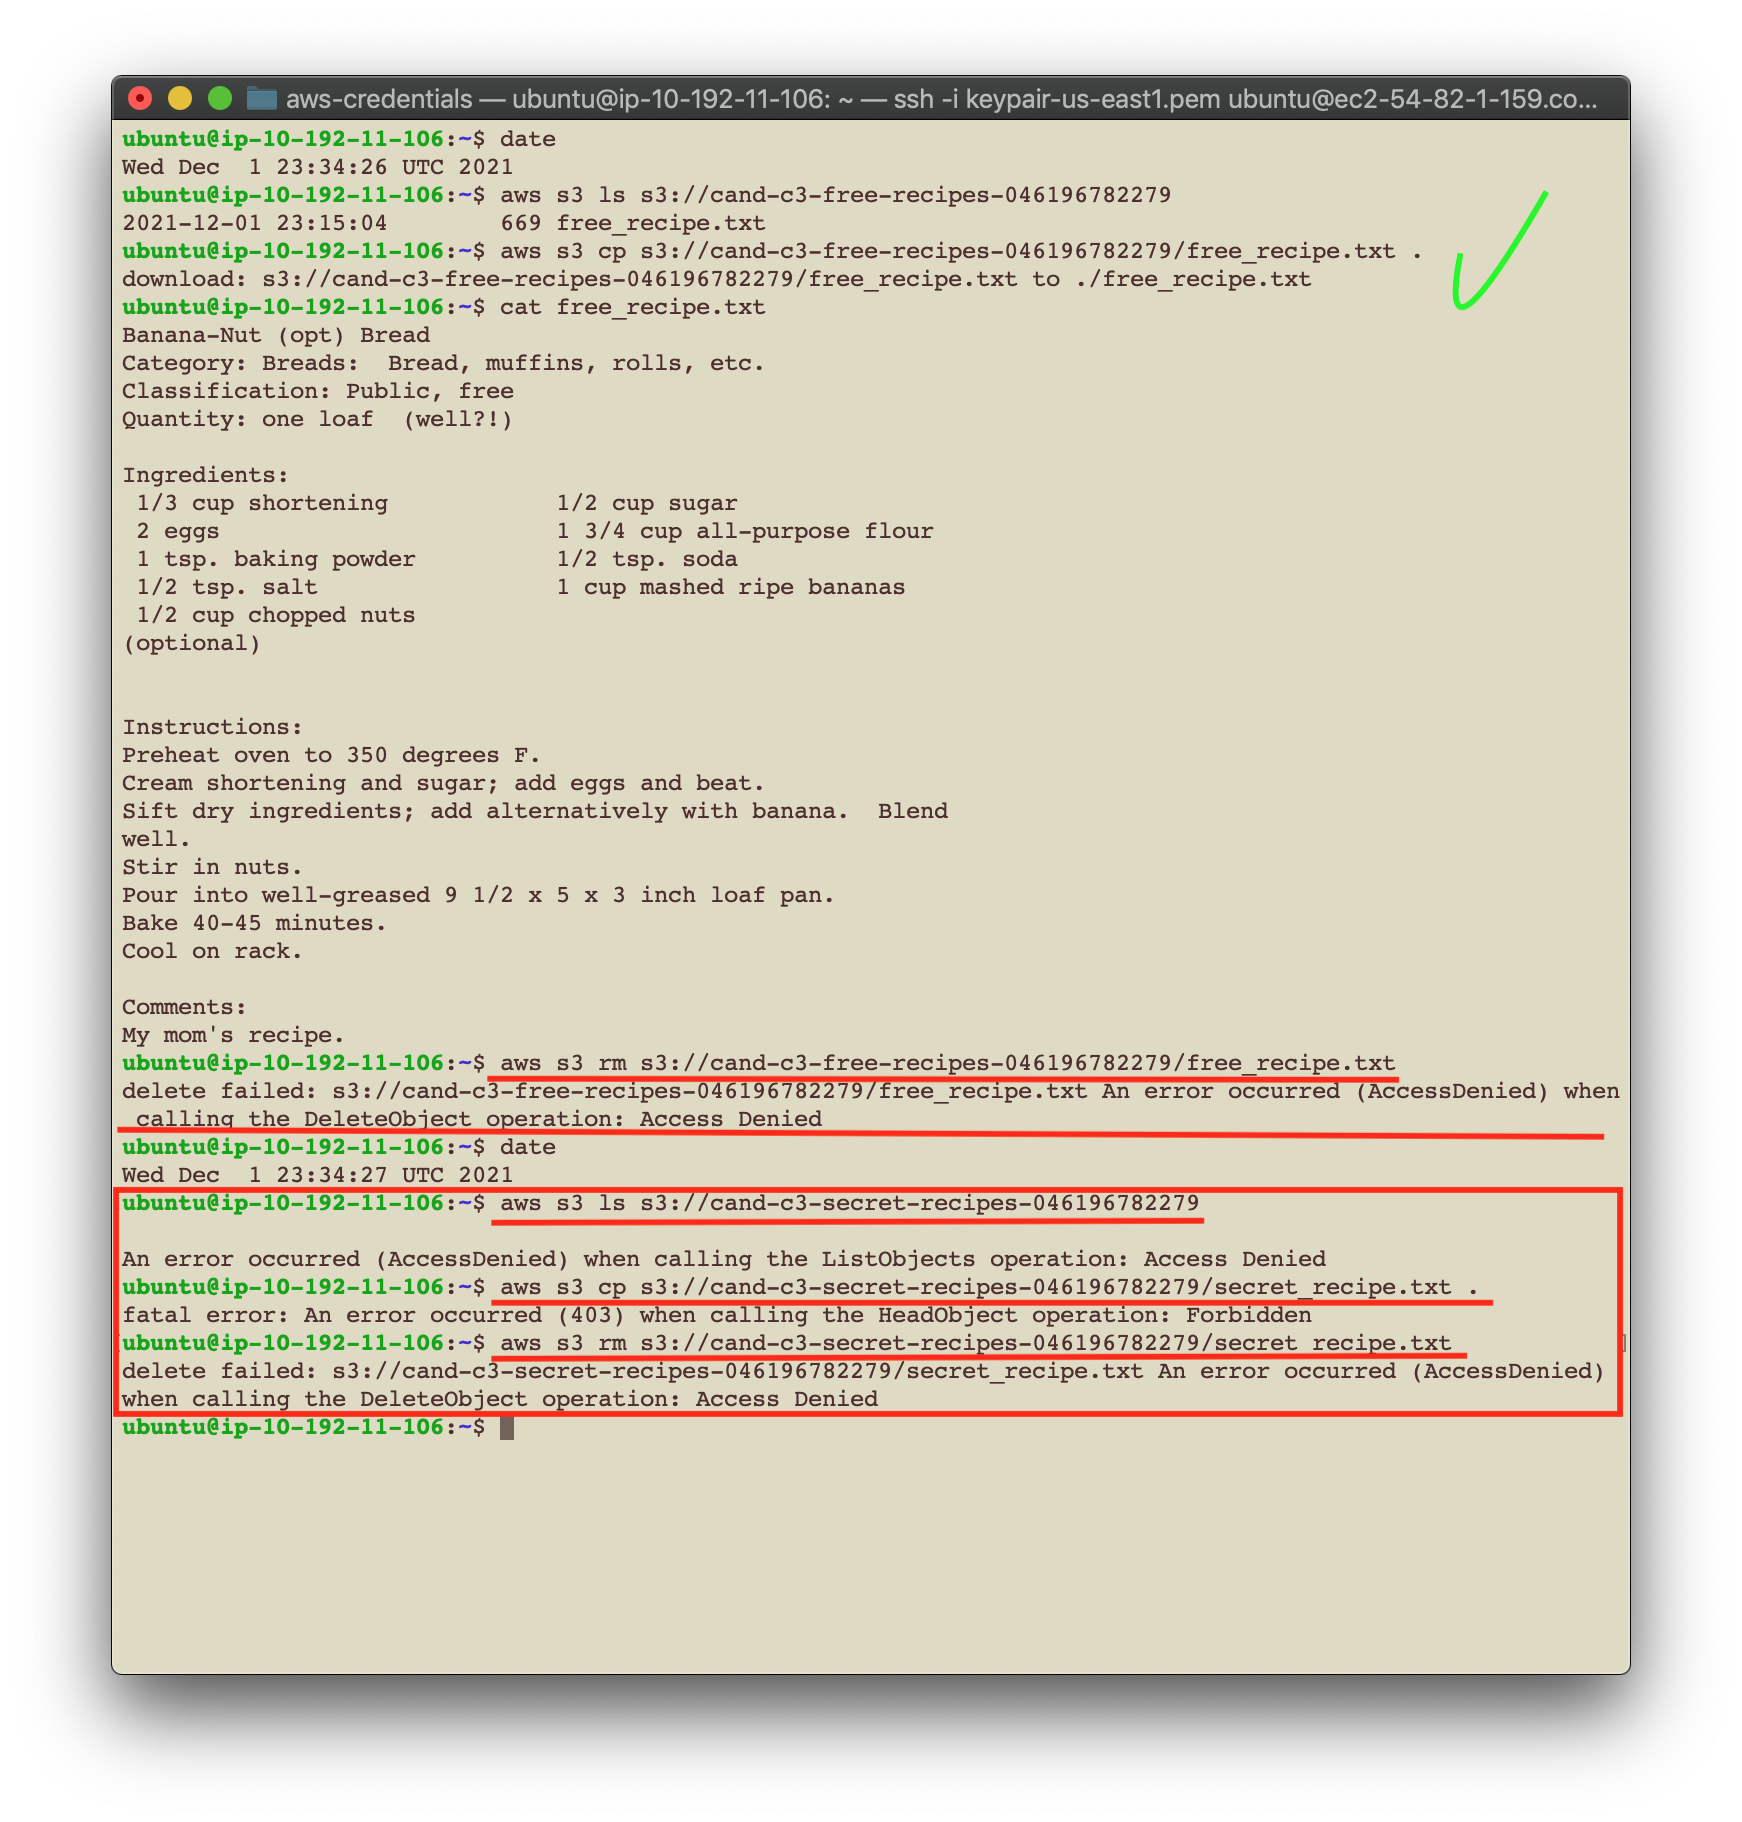 aws-credentials — ubuntu@ip-10-192-11-106: ~ — ssh -i keypair-us-east1.pem ubuntu@ec2-54-82-1-159.co...
ubuntu@ip-10-192-11-106:~$ date
Wed Dec  1 23:34:26 UTC 2021
ubuntu@ip-10-192-11-106:~$ aws s3 ls s3://cand-c3-free-recipes-046196782279
2021-12-01 23:15:04        669 free_recipe.txt
ubuntu@ip-10-192-11-106:~$ aws s3 cp s3://cand-c3-free-recipes-046196782279/free_recipe.txt .
download: s3://cand-c3-free-recipes-046196782279/free_recipe.txt to ./free_recipe.txt
ubuntu@ip-10-192-11-106:~$ cat free_recipe.txt
Banana-Nut (opt) Bread
Category: Breads:  Bread, muffins, rolls, etc.
Classification: Public, free
Quantity: one loaf  (well?!)
Ingredients:
 1/3 cup shortening            1/2 cup sugar
 2 eggs                        1 3/4 cup all-purpose flour
 1 tsp. baking powder          1/2 tsp. soda
 1/2 tsp. salt                 1 cup mashed ripe bananas
 1/2 cup chopped nuts
(optional)
Instructions:
Preheat oven to 350 degrees F.
Cream shortening and sugar; add eggs and beat.
Sift dry ingredients; add alternatively with banana.  Blend
well.
Stir in nuts.
Pour into well-greased 9 1/2 x 5 x 3 inch loaf pan.
Bake 40-45 minutes.
Cool on rack.
Comments:
My mom's recipe.
ubuntu@ip-10-192-11-106:~$ aws s3 rm s3://cand-c3-free-recipes-046196782279/free_recipe.txt
delete failed: s3://cand-c3-free-recipes-046196782279/free_recipe.txt An error occurred (AccessDenied) when
 calling the DeleteObject operation: Access Denied
ubuntu@ip-10-192-11-106:~$ date
Wed Dec  1 23:34:27 UTC 2021
ubuntu@ip-10-192-11-106:~$ aws s3 ls s3://cand-c3-secret-recipes-046196782279
An error occurred (AccessDenied) when calling the ListObjects operation: Access Denied
ubuntu@ip-10-192-11-106:~$ aws s3 cp s3://cand-c3-secret-recipes-046196782279/secret_recipe.txt .
fatal error: An error occurred (403) when calling the HeadObject operation: Forbidden
ubuntu@ip-10-192-11-106:~$ aws s3 rm s3://cand-c3-secret-recipes-046196782279/secret_recipe.txt
delete failed: s3://cand-c3-secret-recipes-046196782279/secret_recipe.txt An error occurred (AccessDenied)
when calling the DeleteObject operation: Access Denied
ubuntu@ip-10-192-11-106:~$